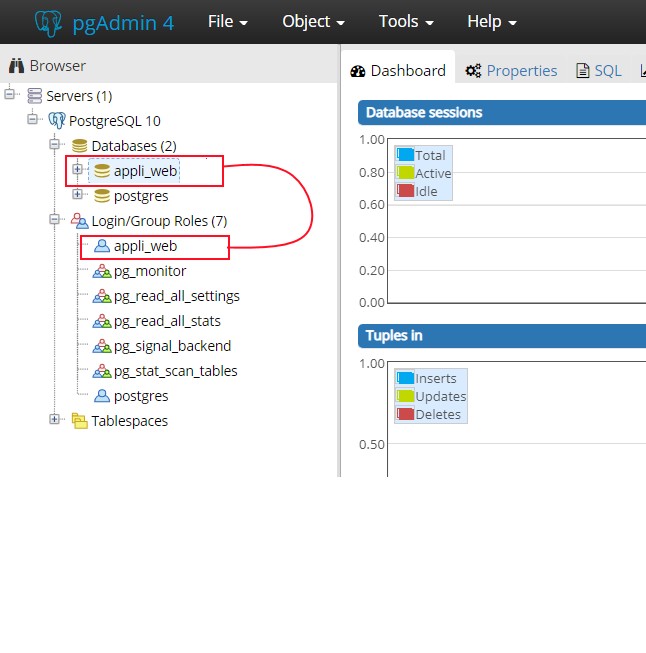 pgAdmin 4 File Object Tools Help
Browser
Dashboard Properties SQL
Servers (1)
PostgreSQL 10
Databases (2)
appli_web
postgres
Login/Group Roles (7)
appli_web
pg_monitor
pg_read_all_settings
pg_read_all_stats
pg_signal_backend
pg_stat_scan_tables
postgres
Tablespaces
Database sessions
1.00
0.80
0.60
0.40
0.20
0.00
Total
Active
Idle
Tuples in
1.00
0.50
Inserts
Updates
Deletes